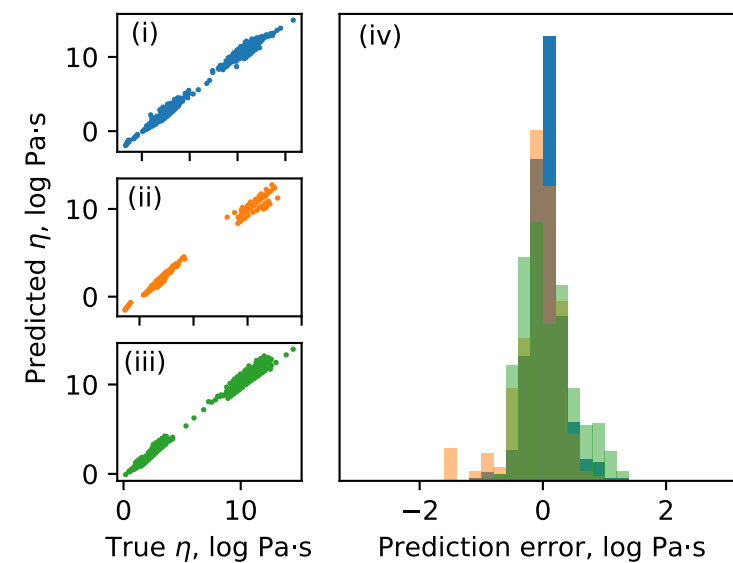 (i)
10
0
(ii)
10
0
(iii)
10
0
0 10
Predicted η, log Pa·s
True η, log Pa·s
(iv)
−2 0 2
Prediction error, log Pa·s